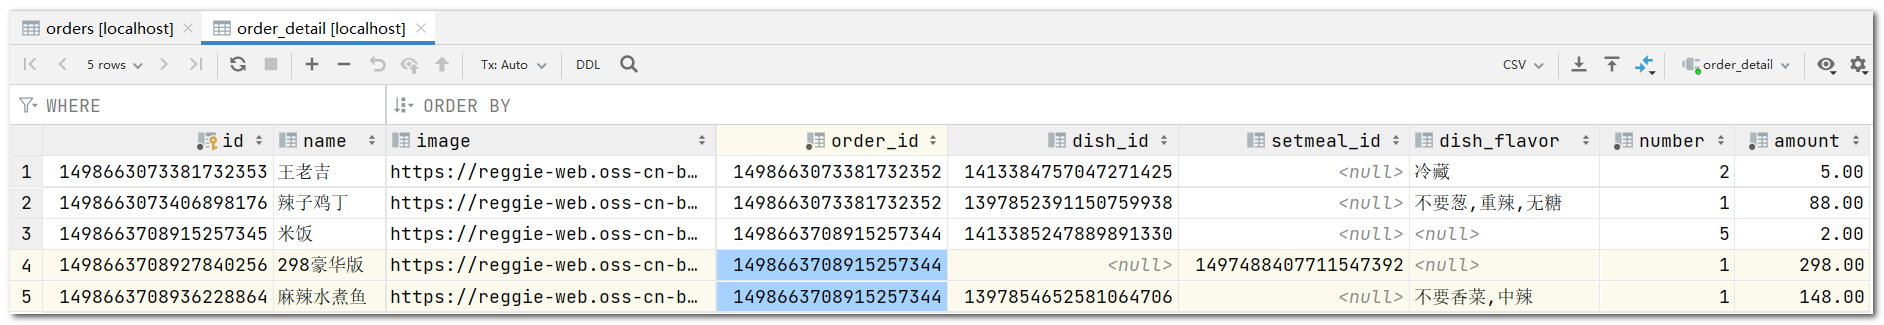 orders [localhost] order_detail [localhost]
5 rows Tx: Auto DDL CSV order_detail
WHERE ORDER BY
id name image order_id dish_id setmeal_id dish_flavor number amount
1 1498663073381732353 王老吉 https://reggie-web.oss-cn-b… 1498663073381732352 1413384757047271425 <null> 冷藏 2 5.00
2 1498663073406898176 辣子鸡丁 https://reggie-web.oss-cn-b… 1498663073381732352 1397852391150759938 <null> 不要葱,重辣,无糖 1 88.00
3 1498663708915257345 米饭 https://reggie-web.oss-cn-b… 1498663708915257344 1413385247889891330 <null> <null> 5 2.00
4 1498663708927840256 298豪华版 https://reggie-web.oss-cn-b… 1498663708915257344 <null> 1497488407711547392 <null> 1 298.00
5 1498663708936228864 麻辣水煮鱼 https://reggie-web.oss-cn-b… 1498663708915257344 1397854652581064706 <null> 不要香菜,中辣 1 148.00